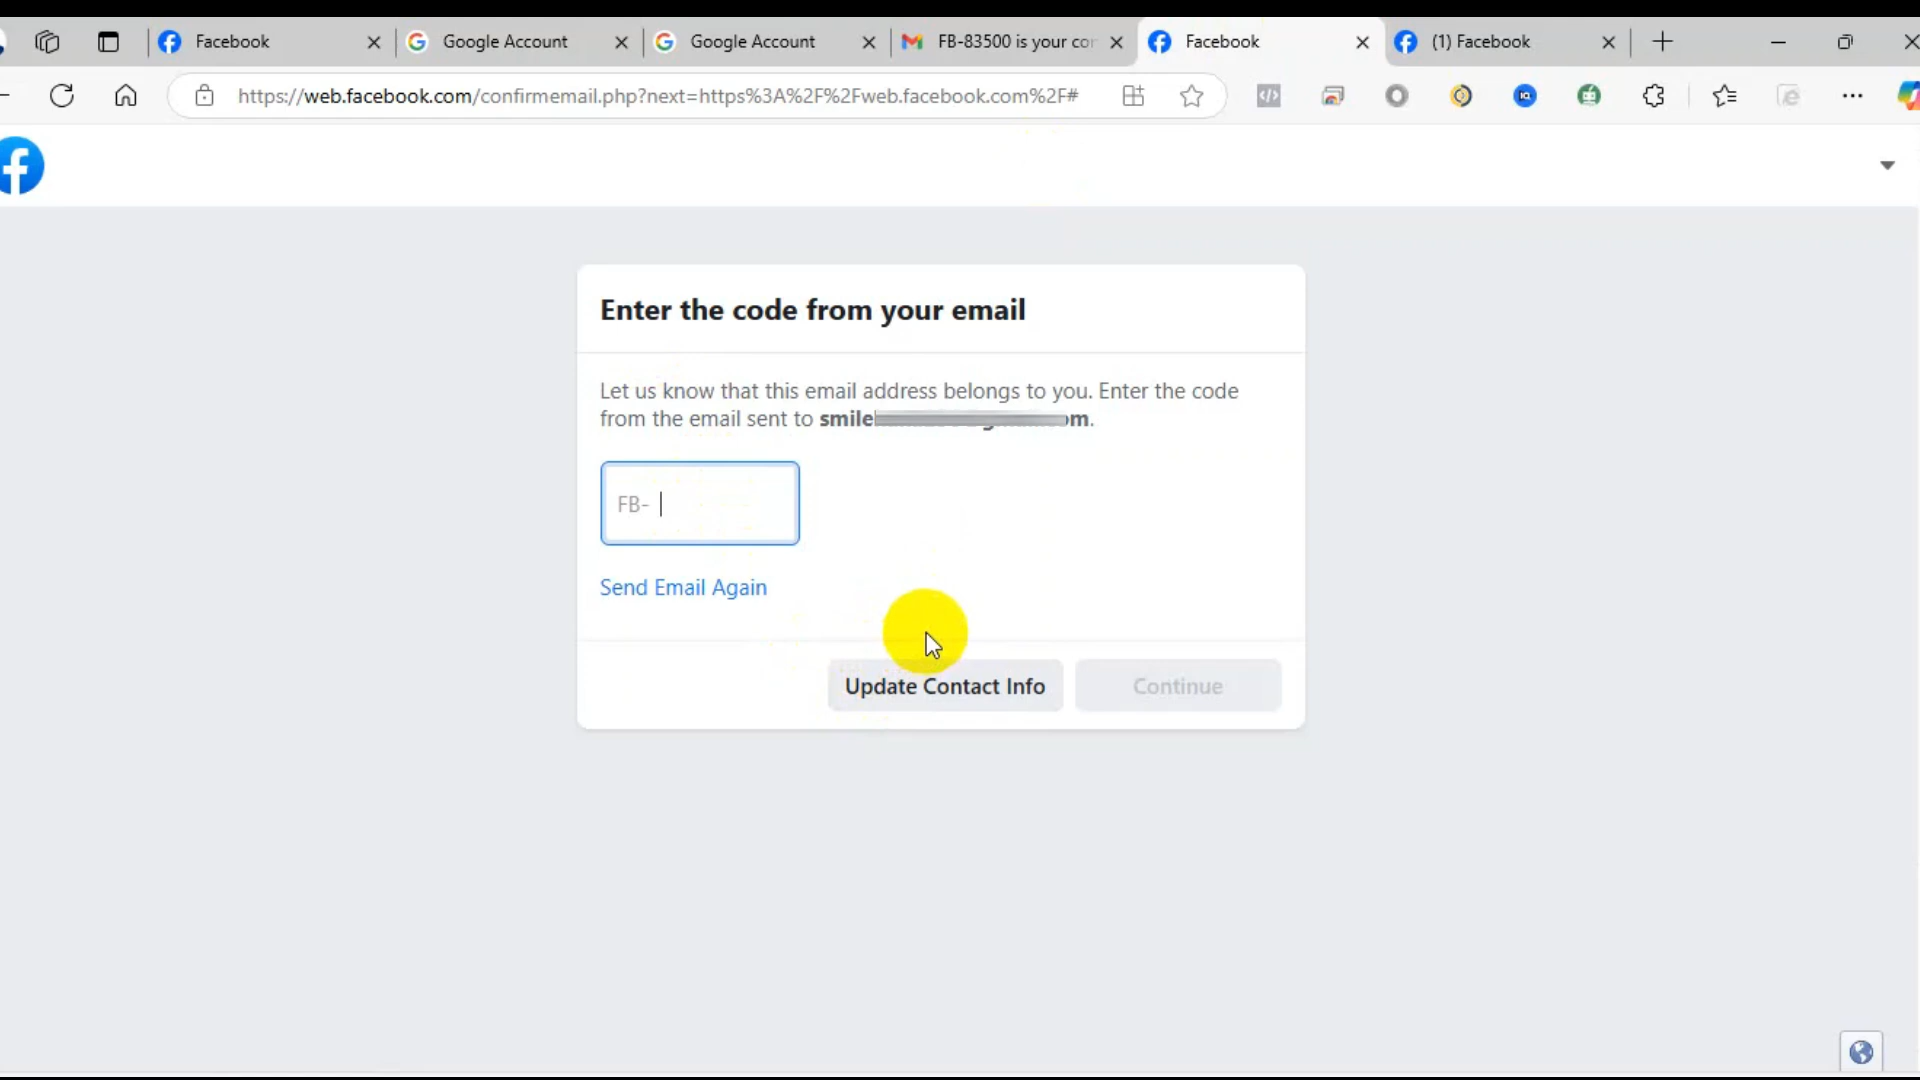 Facebook
Google Account
Google Account
FB-83500 is your cor
Facebook
(1) Facebook
https://web.facebook.com/confirmemail.php?next=https%3A%2F%2Fweb.facebook.com%2F#
Enter the code from your email
Let us know that this email address belongs to you. Enter the code
from the email sent to smile m.
FB-
Send Email Again
Update Contact Info
Continue